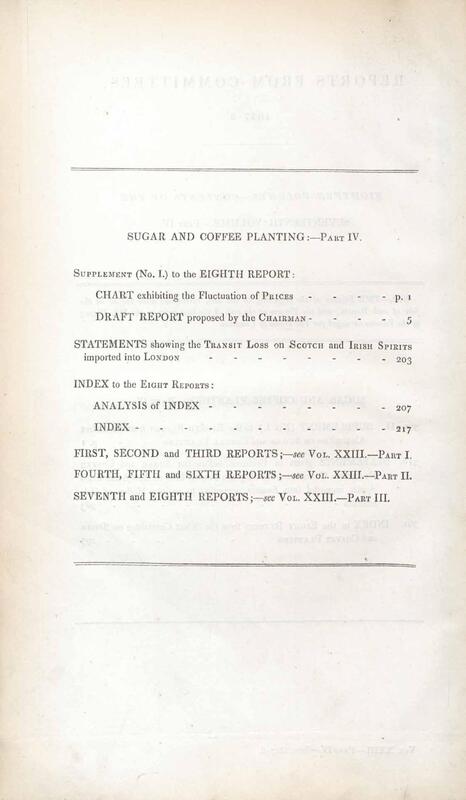 SUGAR AND COFFEE PLANTING:—PART IV.
SUPPLEMENT (No. I.) to the EIGHTH REPORT:
CHART exhibiting the Fluctuation of PRICES - - - - p. 1
DRAFT REPORT proposed by the CHAIRMAN - - - - 5
STATEMENTS showing the TRANSIT LOSS on SCOTCH and IRISH SPIRITS
imported into LONDON - - - - - - - - 203
INDEX to the EIGHT REPORTS:
ANALYSIS of INDEX - - - - - - - 207
INDEX - - - - - - - - - - 217
FIRST, SECOND and THIRD REPORTS;—see VOL. XXIII.—PART I.
FOURTH, FIFTH and SIXTH REPORTS;—see VOL. XXIII.—PART II.
SEVENTH and EIGHTH REPORTS;—see VOL. XXIII.—PART III.